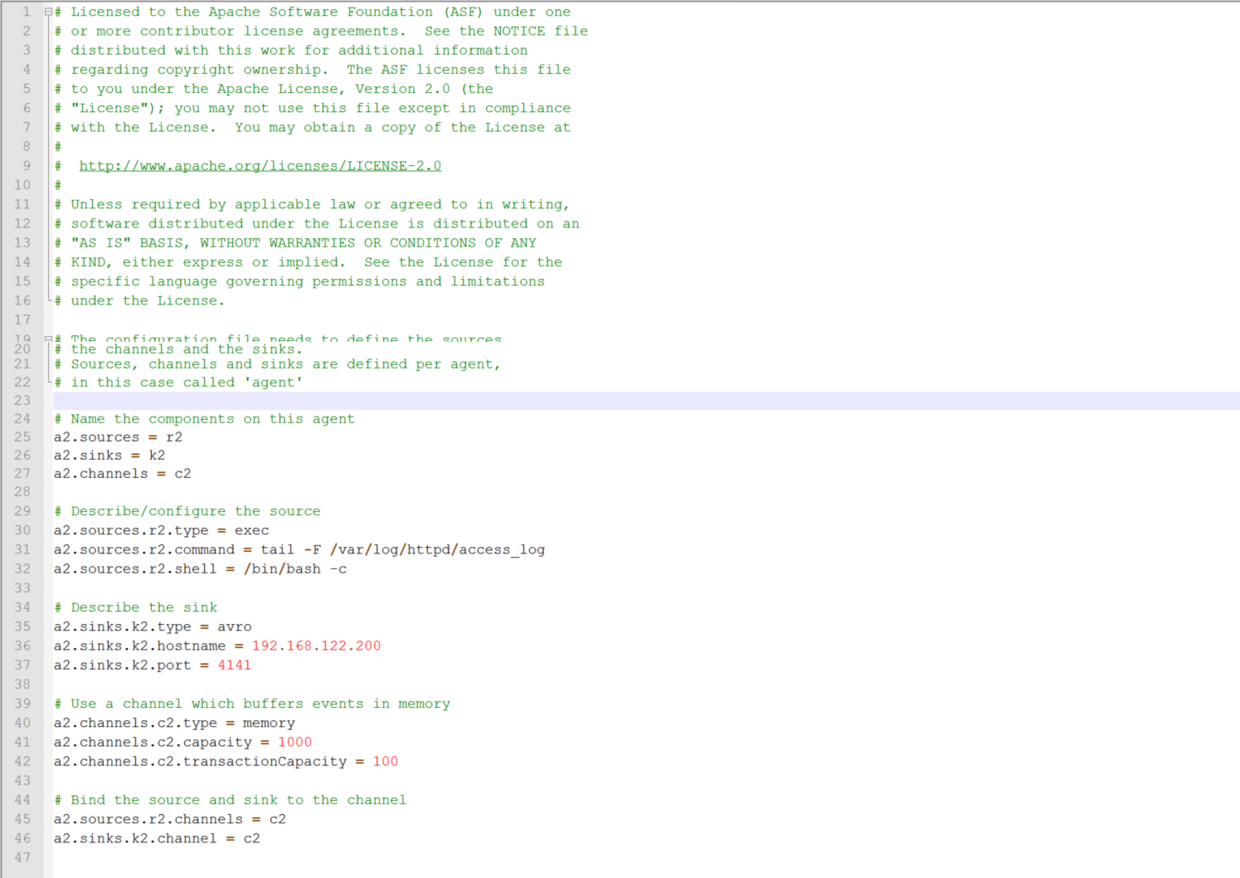 1 # Licensed to the Apache Software Foundation (ASF) under one
2 # or more contributor license agreements.  See the NOTICE file
3 # distributed with this work for additional information
4 # regarding copyright ownership.  The ASF licenses this file
5 # to you under the Apache License, Version 2.0 (the
6 # "License"); you may not use this file except in compliance
7 # with the License.  You may obtain a copy of the License at
8 #
9 #  http://www.apache.org/licenses/LICENSE-2.0
10 #
11 # Unless required by applicable law or agreed to in writing,
12 # software distributed under the License is distributed on an
13 # "AS IS" BASIS, WITHOUT WARRANTIES OR CONDITIONS OF ANY
14 # KIND, either express or implied.  See the License for the
15 # specific language governing permissions and limitations
16 # under the License.
17
19 # The configuration file needs to define the sources
20 # the channels and the sinks.
21 # Sources, channels and sinks are defined per agent,
22 # in this case called 'agent'
23
24 # Name the components on this agent
25 a2.sources = r2
26 a2.sinks = k2
27 a2.channels = c2
28
29 # Describe/configure the source
30 a2.sources.r2.type = exec
31 a2.sources.r2.command = tail -F /var/log/httpd/access_log
32 a2.sources.r2.shell = /bin/bash -c
33
34 # Describe the sink
35 a2.sinks.k2.type = avro
36 a2.sinks.k2.hostname = 192.168.122.200
37 a2.sinks.k2.port = 4141
38
39 # Use a channel which buffers events in memory
40 a2.channels.c2.type = memory
41 a2.channels.c2.capacity = 1000
42 a2.channels.c2.transactionCapacity = 100
43
44 # Bind the source and sink to the channel
45 a2.sources.r2.channels = c2
46 a2.sinks.k2.channel = c2
47